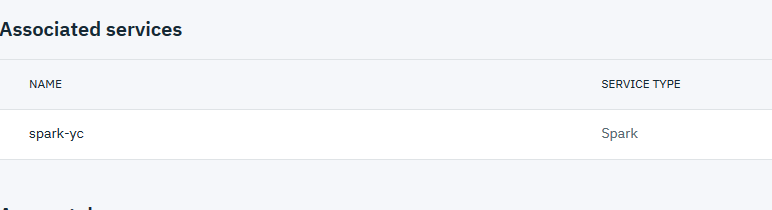 Associated services
NAME
SERVICE TYPE
spark-yc
Spark